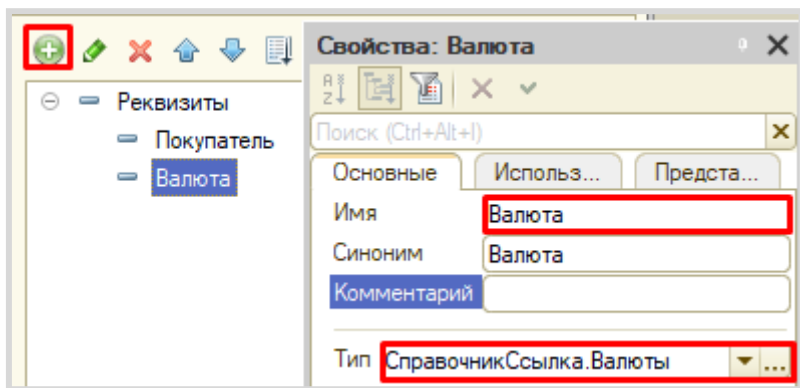 Свойства: Валюта
Реквизиты
Покупатель
Валюта
Поиск (Ctrl+Alt+I)
Основные Использ... Предста...
Имя Валюта
Синоним Валюта
Комментарий
Тип СправочникСсылка.Валюты